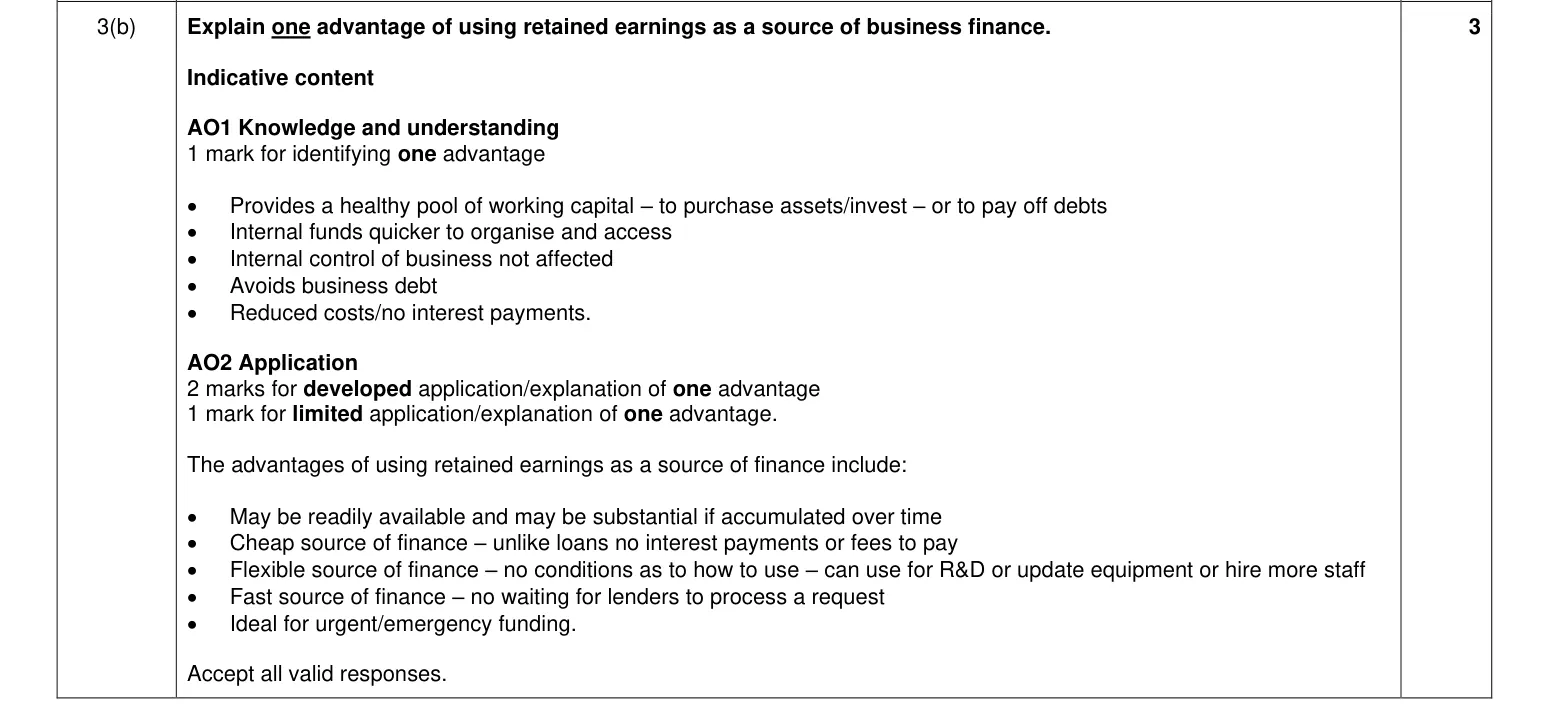 3(b) Explain one advantage of using retained earnings as a source of business finance. 3
Indicative content
AO1 Knowledge and understanding
1 mark for identifying one advantage
• Provides a healthy pool of working capital – to purchase assets/invest – or to pay off debts
• Internal funds quicker to organise and access
• Internal control of business not affected
• Avoids business debt
• Reduced costs/no interest payments.
AO2 Application
2 marks for developed application/explanation of one advantage
1 mark for limited application/explanation of one advantage.
The advantages of using retained earnings as a source of finance include:
• May be readily available and may be substantial if accumulated over time
• Cheap source of finance – unlike loans no interest payments or fees to pay
• Flexible source of finance – no conditions as to how to use – can use for R&D or update equipment or hire more staff
• Fast source of finance – no waiting for lenders to process a request
• Ideal for urgent/emergency funding.
Accept all valid responses.